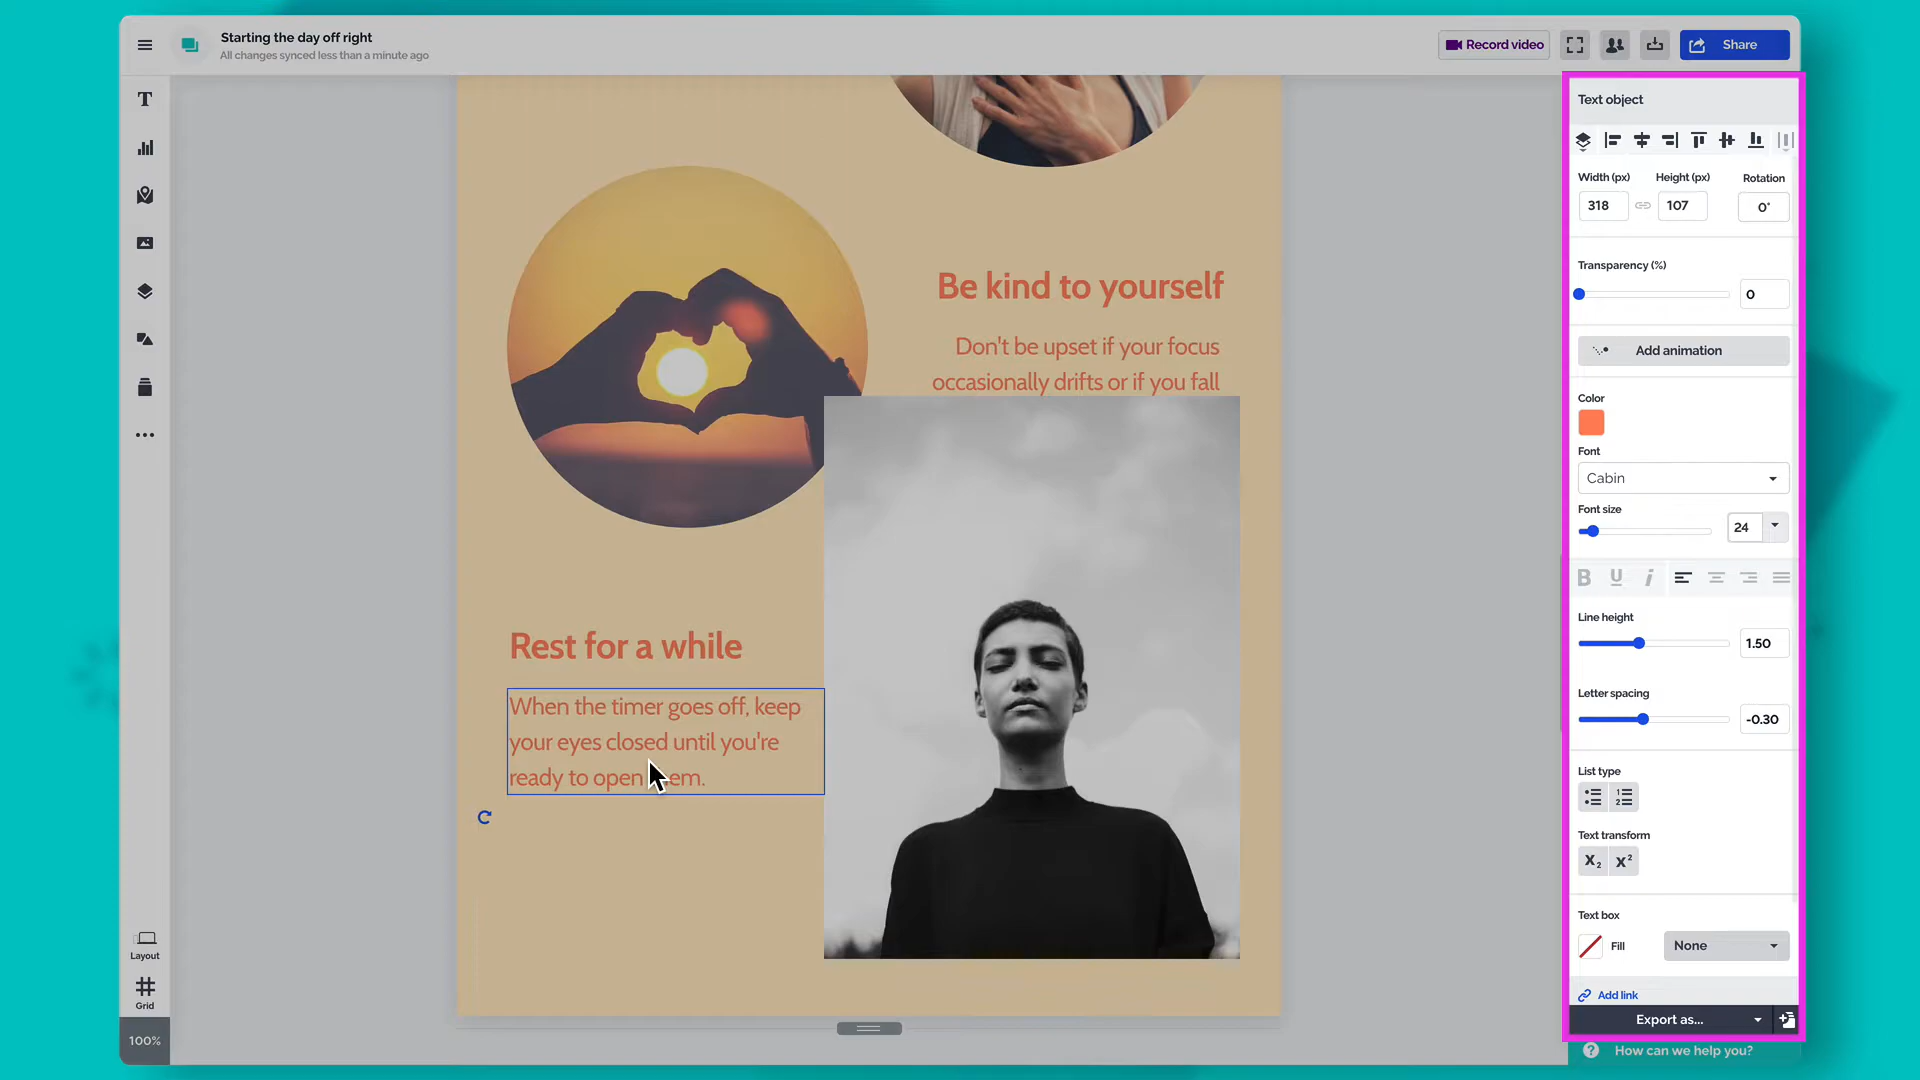 Starting the day off right
All changes synced less than a minute ago
Record video
Share
T
Text object
Width (px)
Height (px)
Rotation
318
107
0°
Be kind to yourself
Don't be upset if your focus
occasionally drifts or if you fall
Transparency (%)
0
Add animation
Color
Font
Cabin
Font size
24
B U i
Line height
1.50
Letter spacing
-0.30
Rest for a while
When the timer goes off, keep
your eyes closed until you're
ready to open
List type
Text transform
X₂ X²
Text box
Fill
None
Add link
Export as...
How can we help you?
Layout
Grid
100%